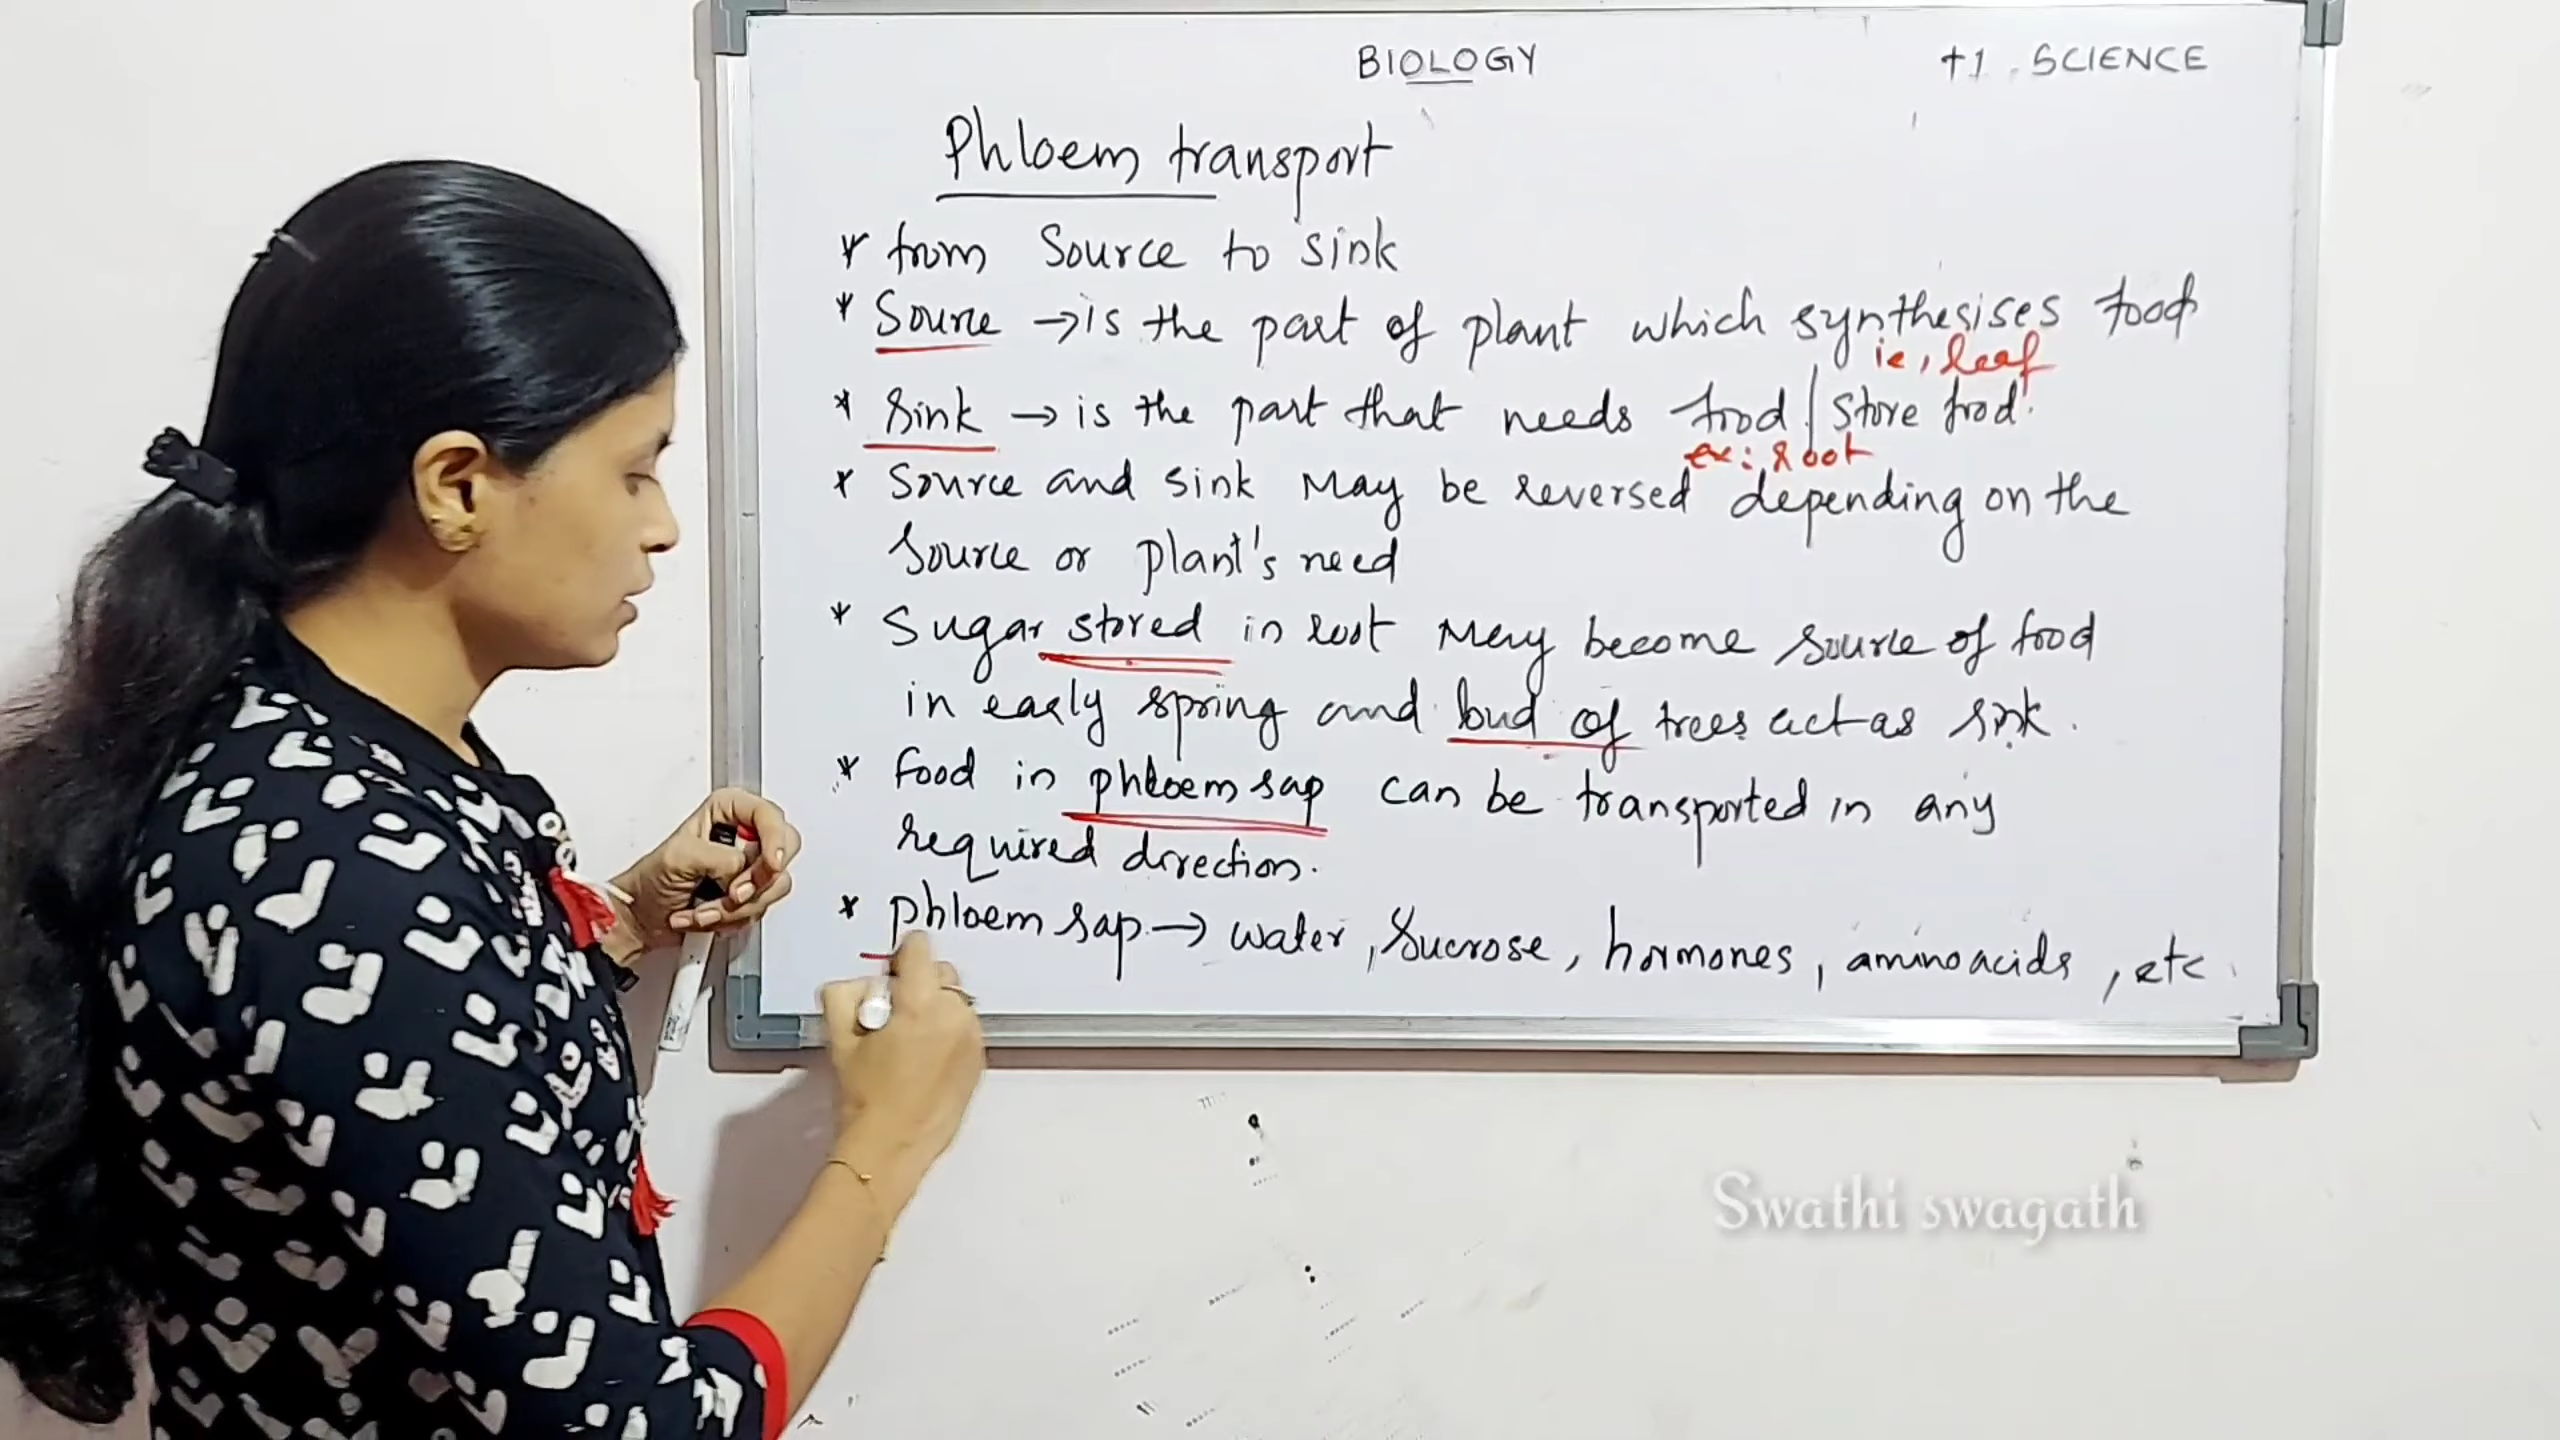 BIOLOGY
+1 . SCIENCE
Phloem transport
* from Source to sink
* Source → is the part of plant which synthesises food
ie, leaf
* Sink → is the part that needs food / store food.
ex: root
* Source and sink may be reversed depending on the
source or plant's need
* Sugar stored in root may become source of food
in early spring and bud of trees act as sink.
* Food in phloem sap can be transported in any
required direction.
* phloem sap → water, sucrose, hormones, aminoacids, etc
Swathi swagath